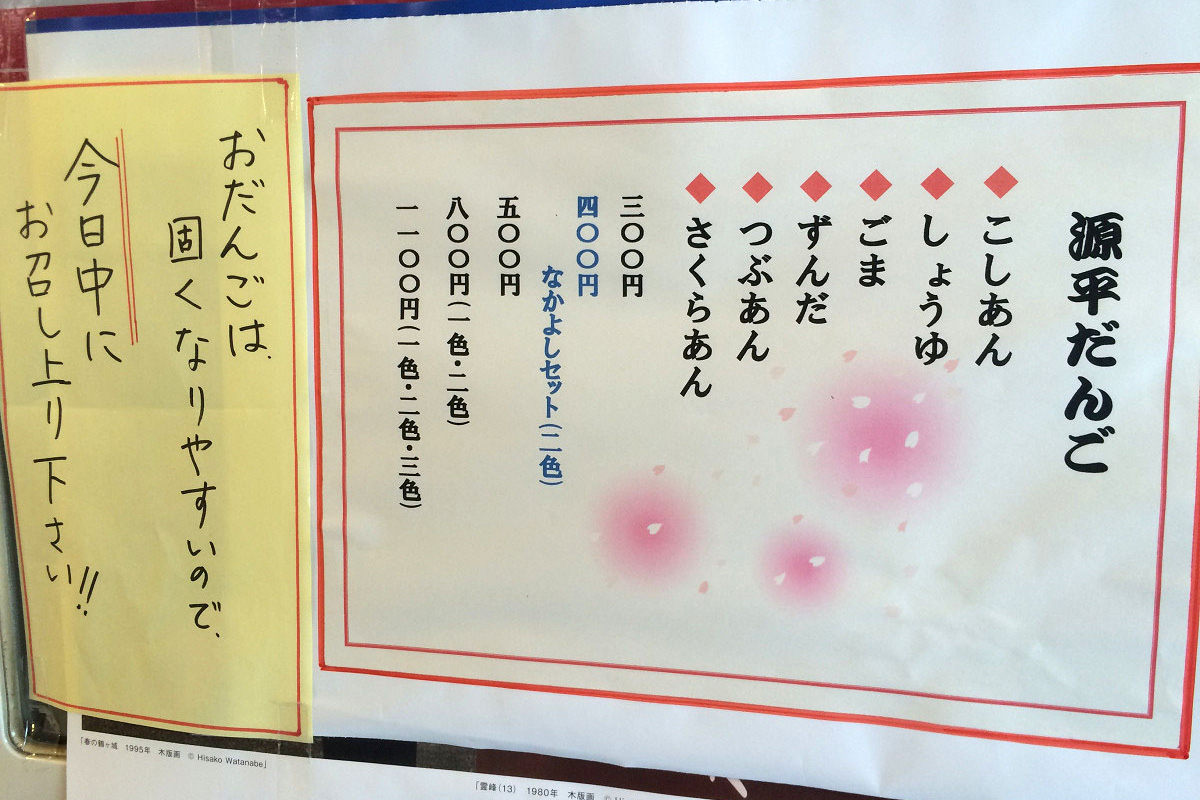 源平だんご
◆こしあん
◆しょうゆ
◆ごま
◆ずんだ
◆つぶあん
◆さくらあん
三〇〇円
四〇〇円
なかよしセット(二色)
五〇〇円
八〇〇円(一色・二色)
一一〇〇円(一色・二色・三色)
おだんごは、
固くなりやすいので、
今日中に
お召し上り下さい!!
「春の鶴ヶ城 1995年 木版画 © Hisako Watanabe」
「雲峰(13) 1980年 木版画 ©